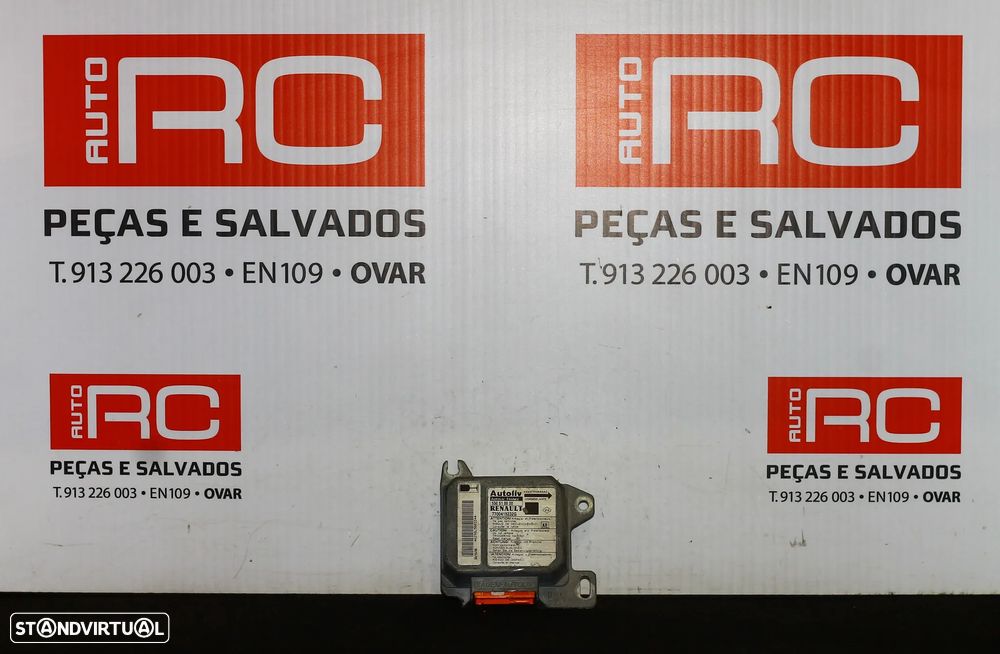 AUTO RC
PEÇAS E SALVADOS
T. 913 226 003 • EN109 • OVAR
AUTO RC
PEÇAS E SALVADOS
T. 913 226 003 • EN109 • OVAR
AUTO RC
PEÇAS E SALVADOS
T. 913 226 003 • EN109 • OVAR
AUTO RC
PEÇAS E SALVADOS
T. 913 226 003 • EN109 • OVAR
Autoliv
RENAULT
STANDVIRTUAL